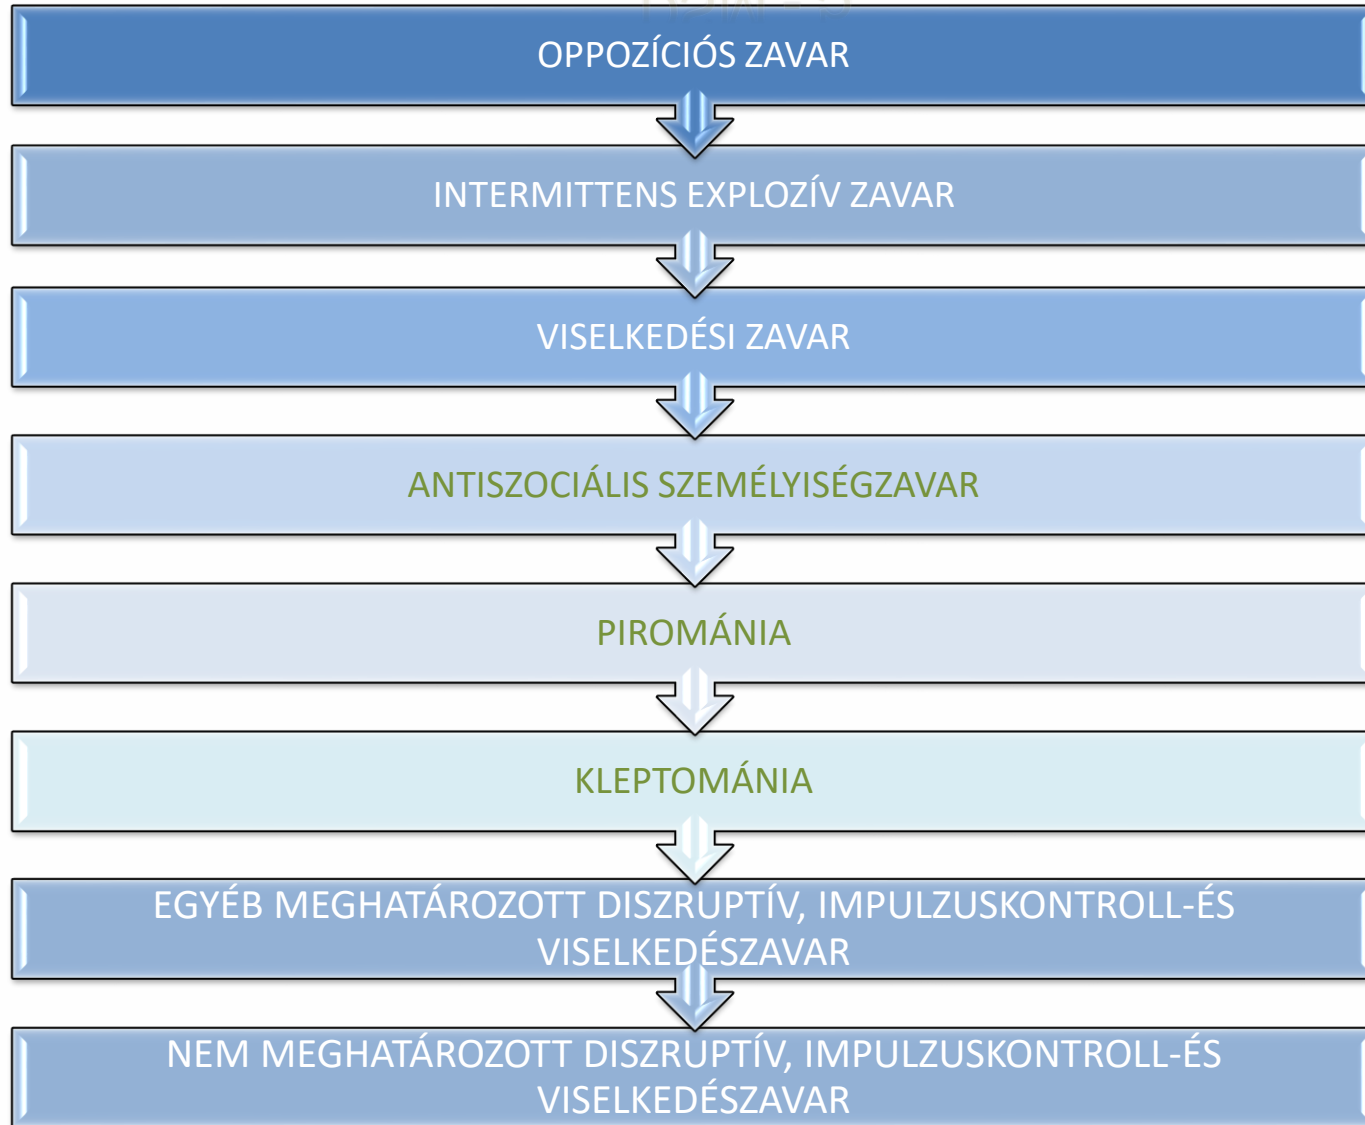 OPPOZÍCIÓS ZAVAR
INTERMITTENS EXPLOZÍV ZAVAR
VISELKEDÉSI ZAVAR
ANTISZOCIÁLIS SZEMÉLYISÉGZAVAR
PIROMÁNIA
KLEPTOMÁNIA
EGYÉB MEGHATÁROZOTT DISZRUPTÍV, IMPULZUSKONTROLL-ÉS
VISELKEDÉSZAVAR
NEM MEGHATÁROZOTT DISZRUPTÍV, IMPULZUSKONTROLL-ÉS
VISELKEDÉSZAVAR